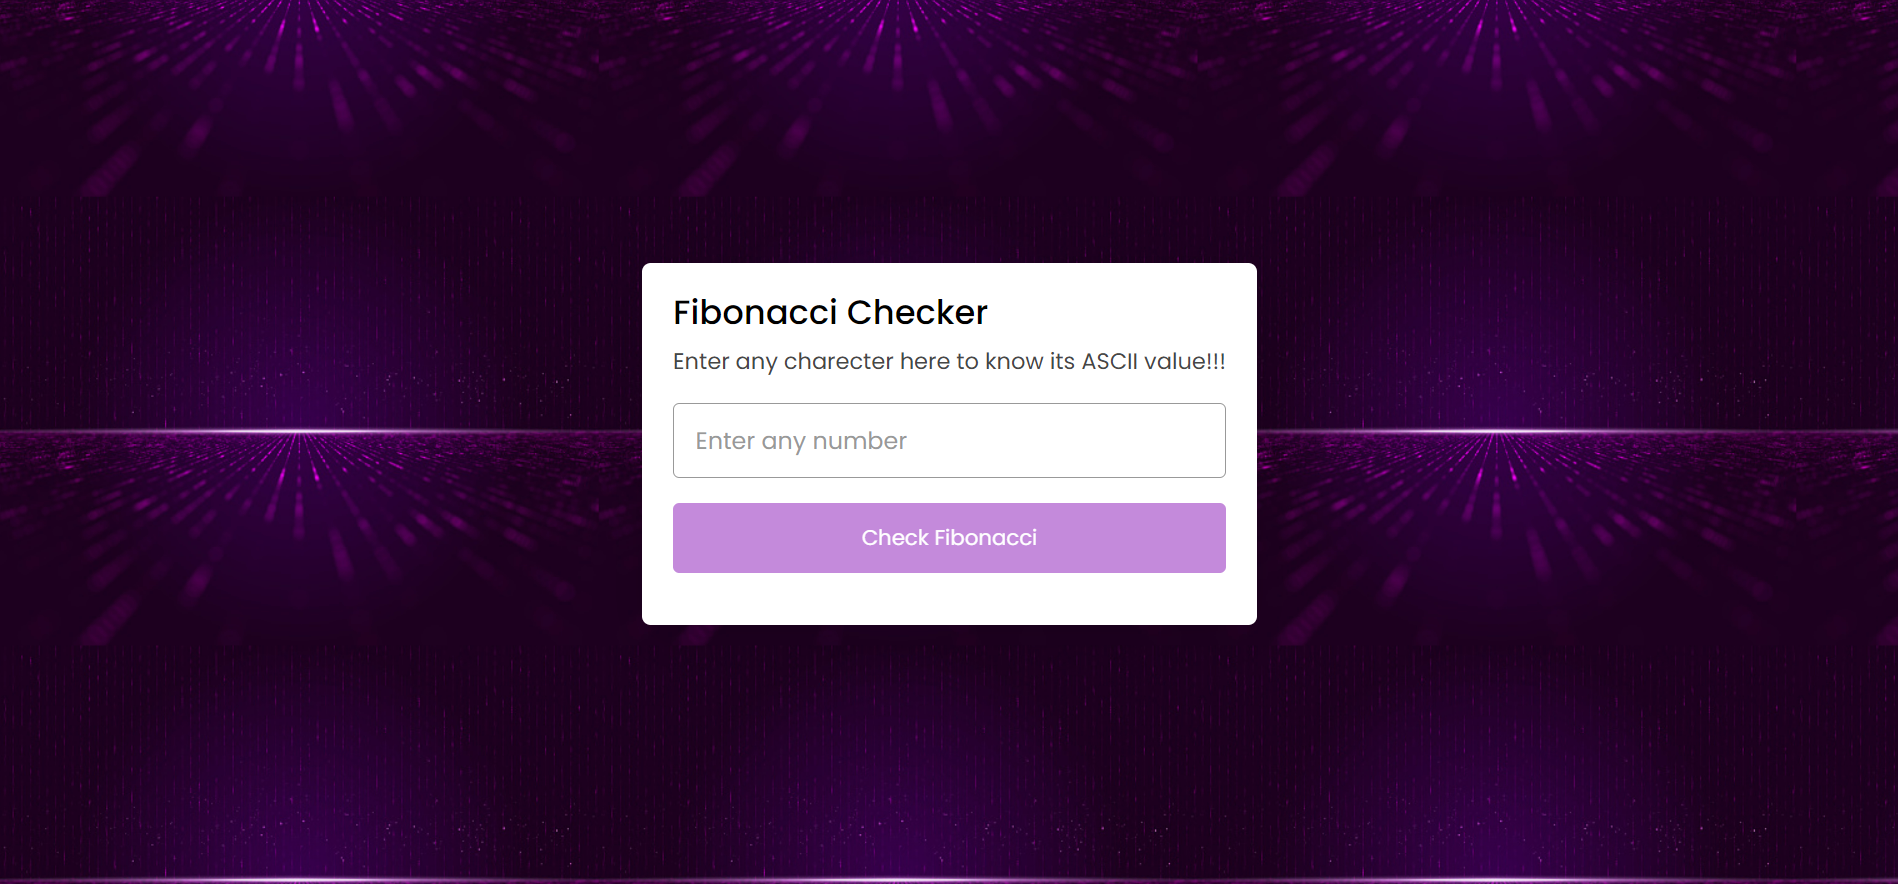 Fibonacci Checker
Enter any charecter here to know its ASCII value!!!
Enter any number
Check Fibonacci